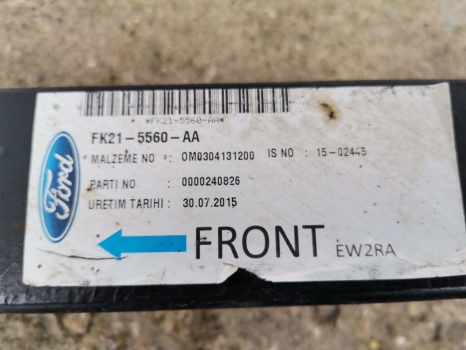 *FK21-5560-AA*
FK21-5560-AA
MALZEME NO : OM0304131200 IS NO : 15-02445
PARTI NO : 0000240826
URETIM TARIHI : 30.07.2015
Ford
FRONT EW2RA